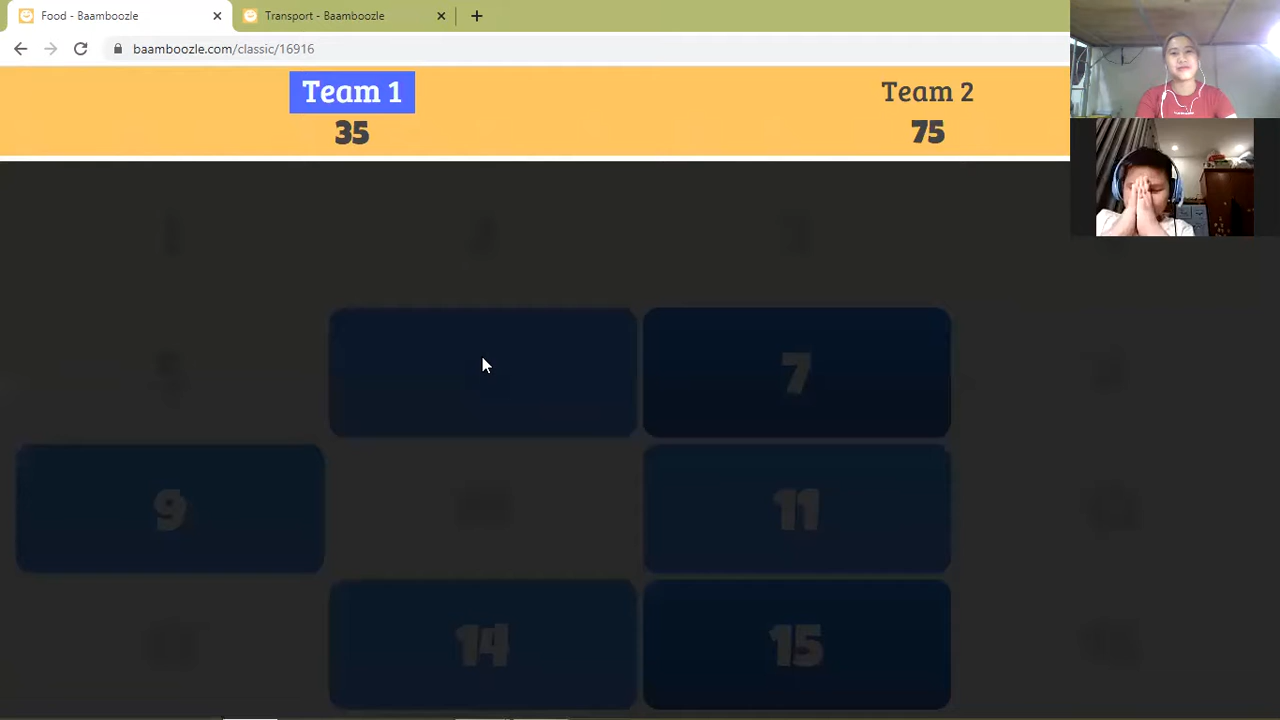 Food - Baamboozle
Transport - Baamboozle
baamboozle.com/classic/16916
Team 1
Team 2
35
75
7
9
11
14
15